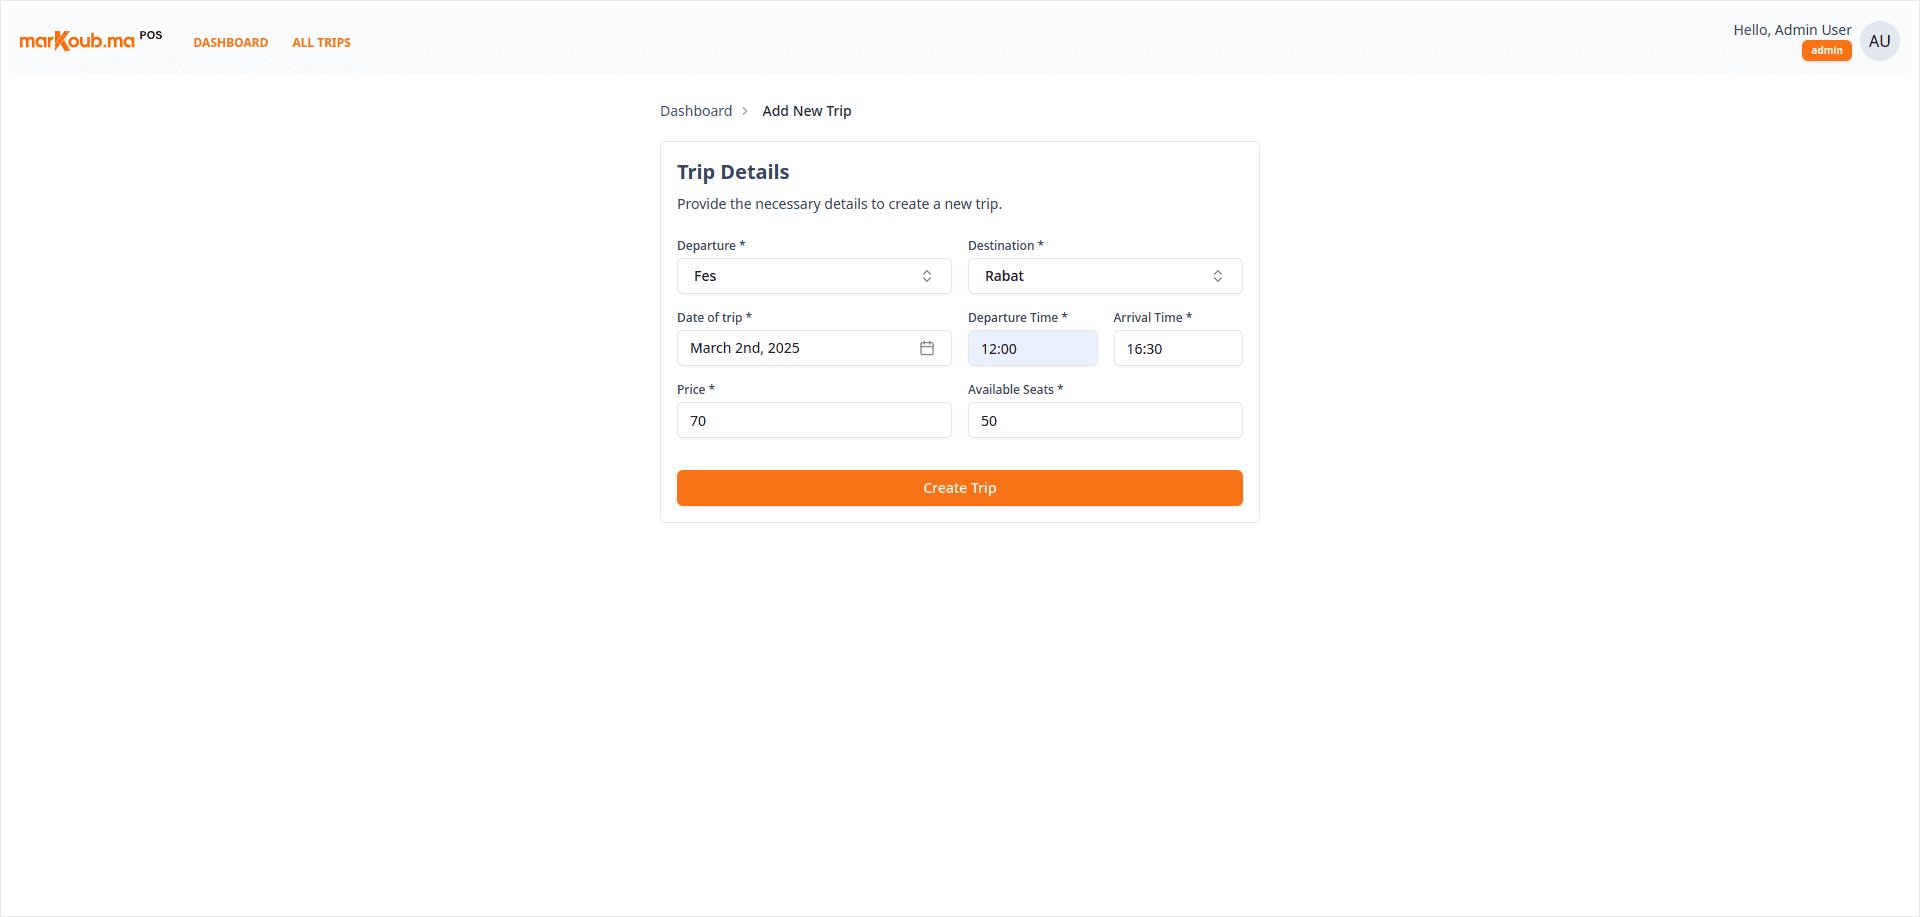 marKoub.ma POS
DASHBOARD
ALL TRIPS
Hello, Admin User
admin
AU
Dashboard
Add New Trip
Trip Details
Provide the necessary details to create a new trip.
Departure *
Destination *
Fes
Rabat
Date of trip *
Departure Time *
Arrival Time *
March 2nd, 2025
12:00
16:30
Price *
Available Seats *
70
50
Create Trip